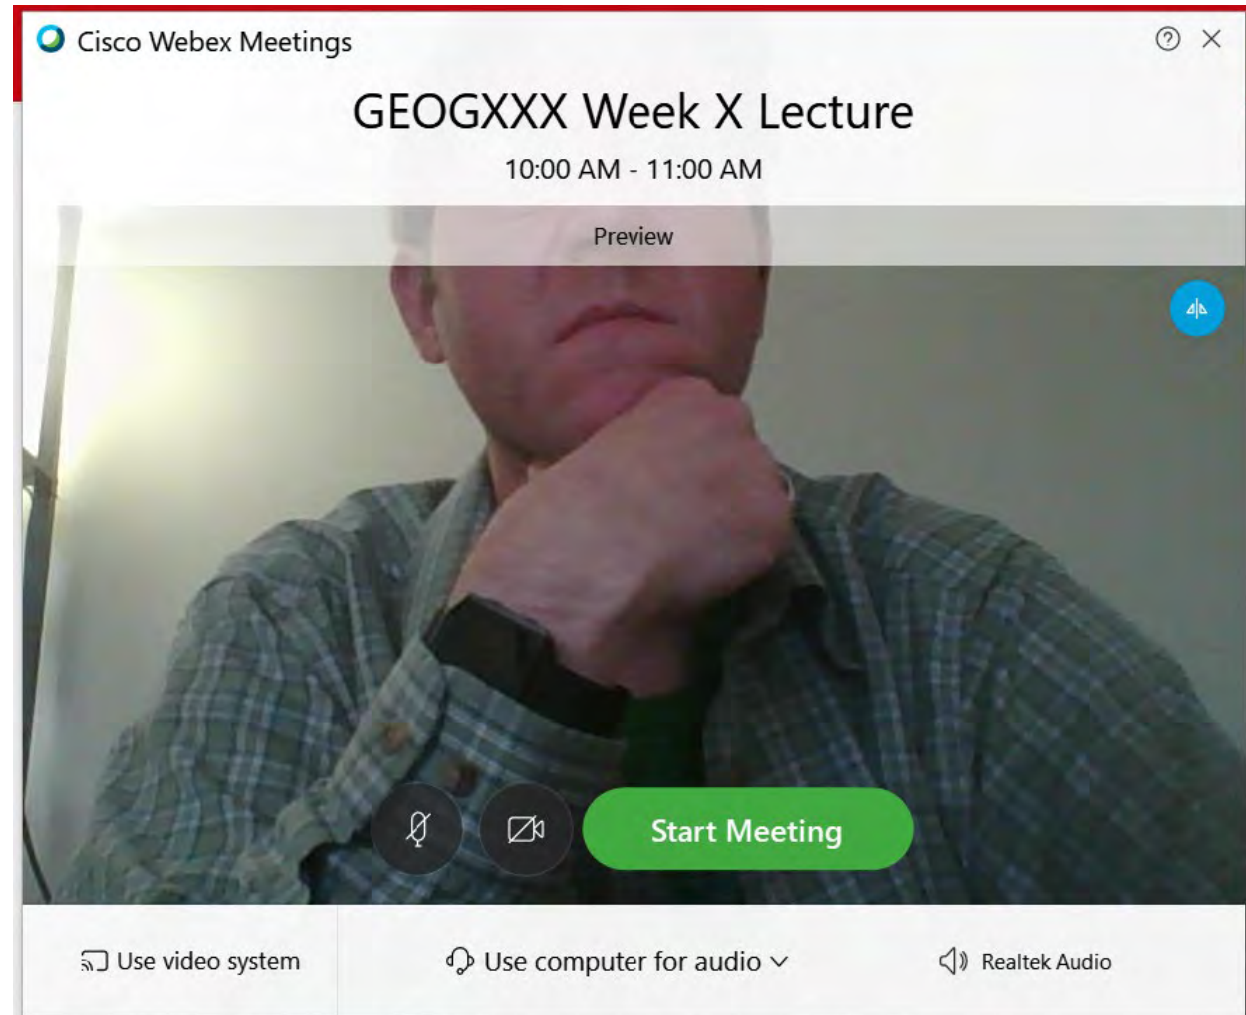 Cisco Webex Meetings
GEOGXXX Week X Lecture
10:00 AM - 11:00 AM
Preview
Start Meeting
Use video system
Use computer for audio
Realtek Audio